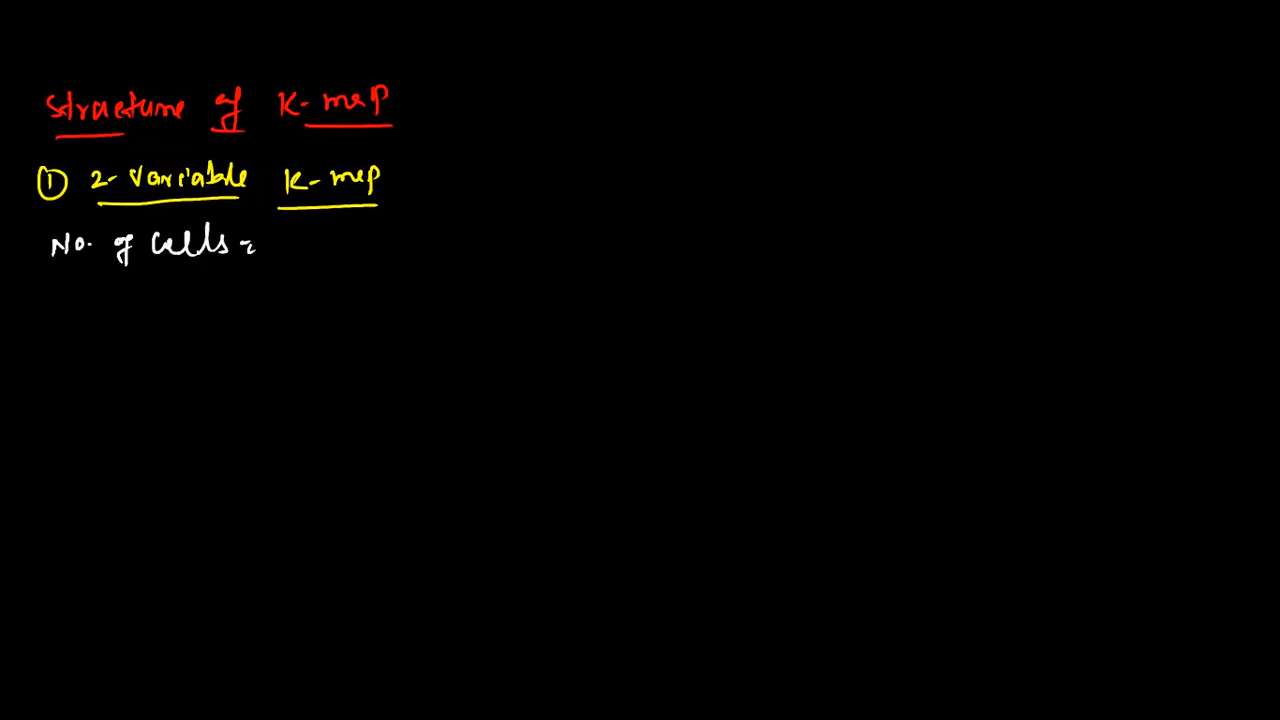 Structure of K-map
① 2-variable K-map
No. of cells =